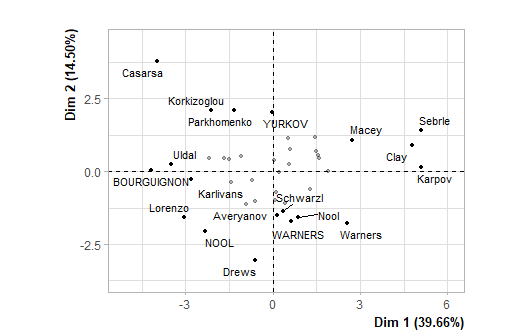 Dim 2 (14.50%)
2.5
0.0
-2.5
Casarsa
Korkizoglou
Parkhomenko
YURKOV
Macey
Sebrle
Clay
Karpov
Uldal
BOURGUIGNON
Karlivans
Schwarzl
Lorenzo
Averyanov
Nool
NOOL
WARNERS
Warners
Drews
-3
0
3
6
Dim 1 (39.66%)